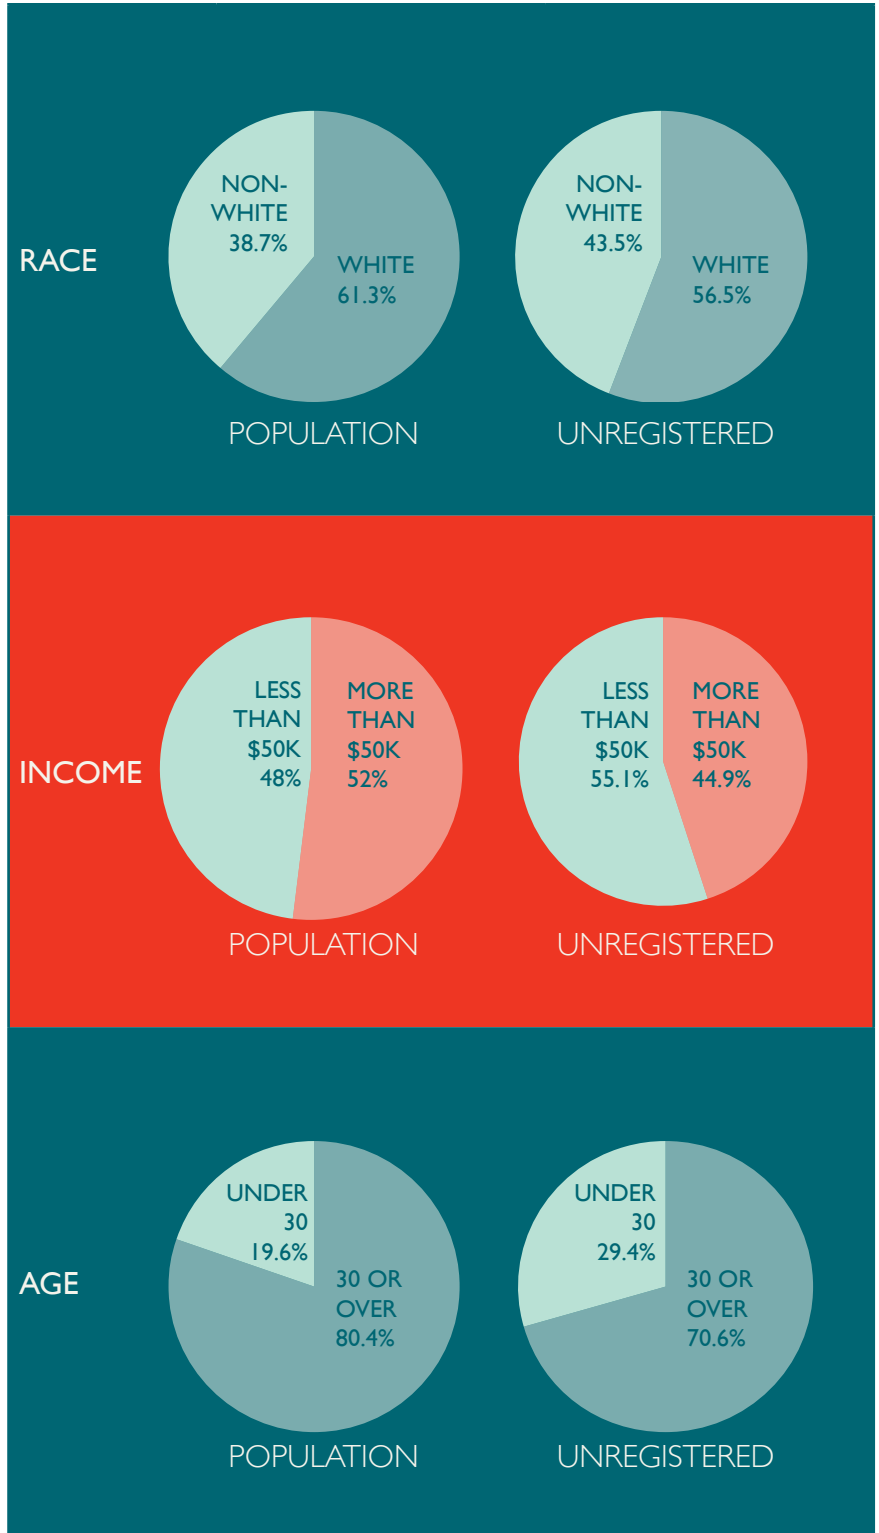 RACE
NON-
WHITE
38.7%
WHITE
61.3%
POPULATION
NON-
WHITE
43.5%
WHITE
56.5%
UNREGISTERED
INCOME
LESS
THAN
$50K
48%
MORE
THAN
$50K
52%
POPULATION
LESS
THAN
$50K
55.1%
MORE
THAN
$50K
44.9%
UNREGISTERED
AGE
UNDER
30
19.6%
30 OR
OVER
80.4%
POPULATION
UNDER
30
29.4%
30 OR
OVER
70.6%
UNREGISTERED